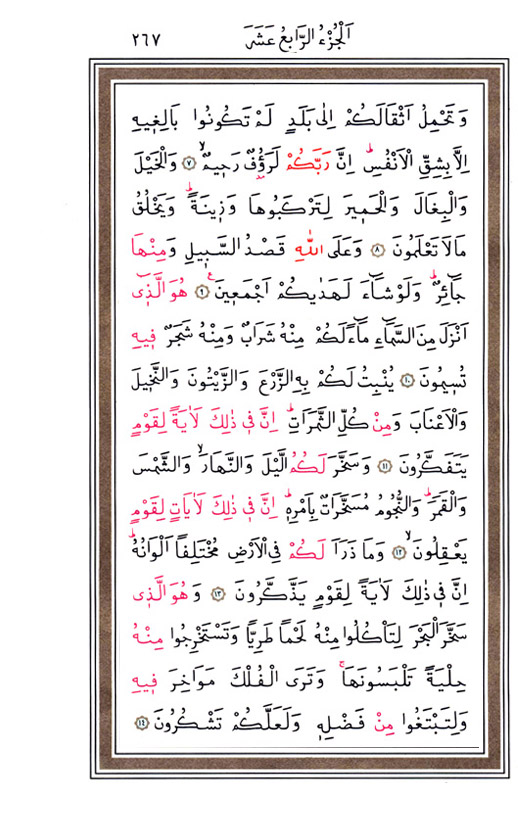 اَلْجُزْءُ الرَّابِعُ عَشَرَ ٢٦٧
وَتَحْمِلُ اَثْقَالَكُمْ اِلٰى بَلَدٍ لَمْ تَكُونُوا بَالِغِيهِ
اِلَّا بِشِقِّ الْاَنْفُسِۜ اِنَّ رَبَّكُمْ لَرَؤُفٌ رَحِيمٌۙ ﴿٧﴾ وَالْخَيْلَ
وَالْبِغَالَ وَالْحَمِيرَ لِتَرْكَبُوهَا وَزِينَةًۜ وَيَخْلُقُ
مَالَا تَعْلَمُونَ ﴿٨﴾ وَعَلَى اللّٰهِ قَصْدُ السَّبِيلِ وَمِنْهَا
جَٓائِرٌۜ وَلَوْ شَٓاءَ لَهَدٰيكُمْ اَجْمَعِينَ۟ ﴿٩﴾ هُوَ الَّذِٓى
اَنْزَلَ مِنَ السَّمَٓاءِ مَٓاءً لَكُمْ مِنْهُ شَرَابٌ وَمِنْهُ شَجَرٌ فِيهِ
تُسِيمُونَ ﴿١٠﴾ يُنْبِتُ لَكُمْ بِهِ الزَّرْعَ وَالزَّيْتُونَ وَالنَّخِيلَ
وَالْاَعْنَابَ وَمِنْ كُلِّ الثَّمَرَاتِۜ اِنَّ فِى ذٰلِكَ لَاٰيَةً لِقَوْمٍ
يَتَفَكَّرُونَ ﴿١١﴾ وَسَخَّرَ لَكُمُ الَّيْلَ وَالنَّهَارَۙ وَالشَّمْسَ
وَالْقَمَرَۜ وَالنُّجُومُ مُسَخَّرَاتٌ بِاَمْرِهِۜ اِنَّ فِى ذٰلِكَ لَاٰيَاتٍ لِقَوْمٍ
يَعْقِلُونَۙ ﴿١٢﴾ وَمَا ذَرَاَ لَكُمْ فِى الْاَرْضِ مُخْتَلِفًا اَلْوَانُهُۜ
اِنَّ فِى ذٰلِكَ لَاٰيَةً لِقَوْمٍ يَذَّكَّرُونَ ﴿١٣﴾ وَهُوَ الَّذِى
سَخَّرَ الْبَحْرَ لِتَاْكُلُوا مِنْهُ لَحْمًا طَرِيًّا وَتَسْتَخْرِجُوا مِنْهُ
حِلْيَةً تَلْبَسُونَهَاۚ وَتَرَى الْفُلْكَ مَوَاخِرَ فِيهِ
وَلِتَبْتَغُوا مِنْ فَضْلِهِ وَلَعَلَّكُمْ تَشْكُرُونَ ﴿١٤﴾